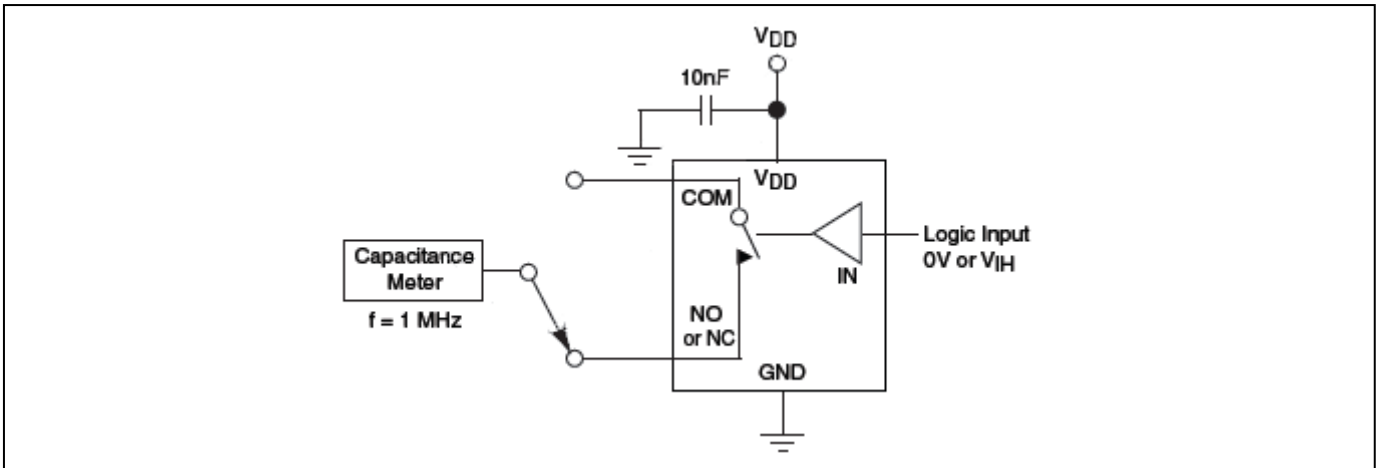 VDD
10nF
VDD
COM
Logic Input
0V or VIH
IN
Capacitance
Meter
f = 1 MHz
NO
or NC
GND